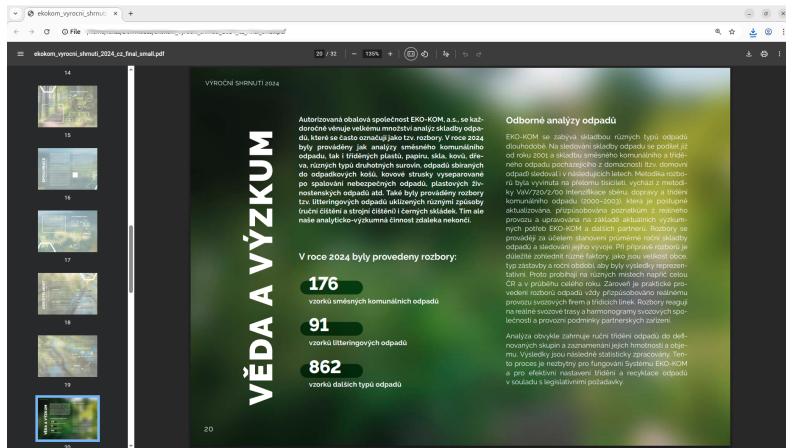 ekokom_vyrocni_shrnuti_
File
ekokom_vyrocni_shrnuti_2024_cz_final_small.pdf
20 / 32
135%
14
15
16
17
18
19
20
VÝROČNÍ SHRNUTÍ 2024
VĚDA A VÝZKUM
Autorizovaná obalová společnost EKO-KOM, a.s., se kaž-
doročně věnuje velkému množství analýz skladby odpa-
dů, které se často označují jako tzv. rozbory. V roce 2024
byly prováděny jak analýzy směsného komunálního
odpadu, tak i tříděných plastů, papíru, skla, kovů, dře-
va, různých typů druhotných surovin, odpadů sbíraných
do odpadkových košů, kovové strusky vyseparované
po spalování nebezpečných odpadů, plastových živ-
nostenských odpadů atd. Také byly prováděny rozbory
tzv. litteringových odpadů uklizených různými způsoby
(ruční čištění a strojní čištění) i černých skládek. Tím ale
naše analyticko-výzkumná činnost zdaleka nekončí.
V roce 2024 byly provedeny rozbory:
176
vzorků směsných komunálních odpadů
91
vzorků litteringových odpadů
862
vzorků dalších typů odpadů
Odborné analýzy odpadů
EKO-KOM se zabývá skladbou různých typů odpadů
dlouhodobě. Na sledování skladby odpadu se podílel již
od roku 2001 a skladbu směsného komunálního a tříde-
ného odpadu pocházejícího z domácností (tzv. domovní
odpad) sledoval i v následujících letech. Metodika rozbo-
rů byla vyvinuta na přelomu tisíciletí, vychází z metodi-
ky VaV/720/2/00 Intenzifikace sběru, dopravy a třídění
komunálního odpadu (2000–2003), která je postupně
aktualizována, přizpůsobována poznatkům z reálného
provozu a upravována na základě aktuálních výzkum-
ných potřeb EKO-KOM a dalších partnerů. Rozbory se
provádějí za účelem stanovení průměrné roční skladby
odpadů a sledování jejího vývoje. Při přípravě rozborů je
důležité zohlednit různé faktory, jako jsou velikost obce,
typ zástavby a roční období, aby byly výsledky reprezen-
tativní. Proto probíhají na různých místech napříč celou
ČR a v průběhu celého roku. Zároveň je praktické pro-
vedení rozborů odpadů vždy přizpůsobováno reálnému
provozu svozových firem a třídicích linek. Rozbory reagují
na reálné svozové trasy a harmonogramy svozových spo-
lečností a provozní podmínky partnerských zařízení.
Analýza obvykle zahrnuje ruční třídění odpadů do defi-
novaných skupin a zaznamenání jejich hmotností a obje-
mu. Výsledky jsou následně statisticky zpracovány. Ten-
to proces je nezbytný pro fungování Systému EKO-KOM
a pro efektivní nastavení třídění a recyklace odpadů
v souladu s legislativními požadavky.
20